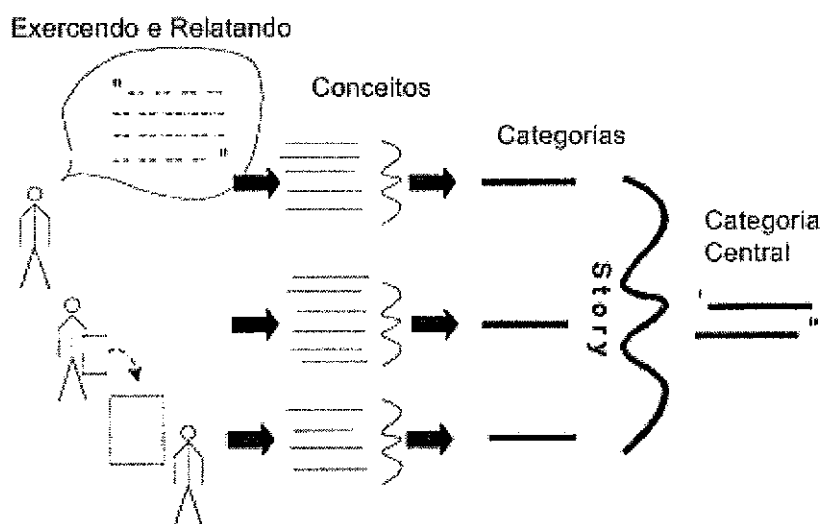 Exercendo e Relatando
Conceitos
Categorias
Story
Categoria
Central